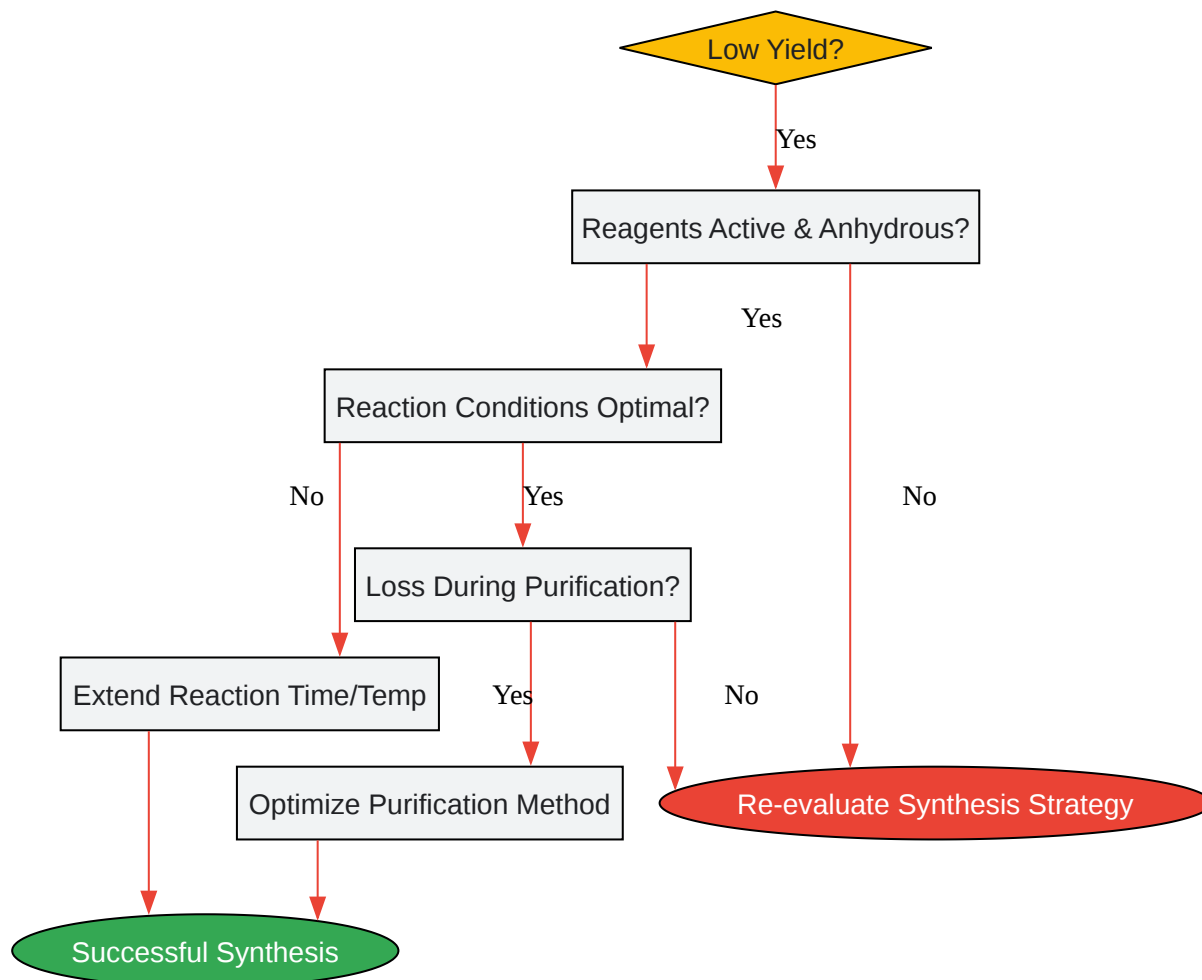 Low Yield?
Yes
Reagents Active & Anhydrous?
Yes
Reaction Conditions Optimal?
No
Yes
No
Loss During Purification?
Extend Reaction Time/Temp
Yes
No
Optimize Purification Method
Re-evaluate Synthesis Strategy
Successful Synthesis